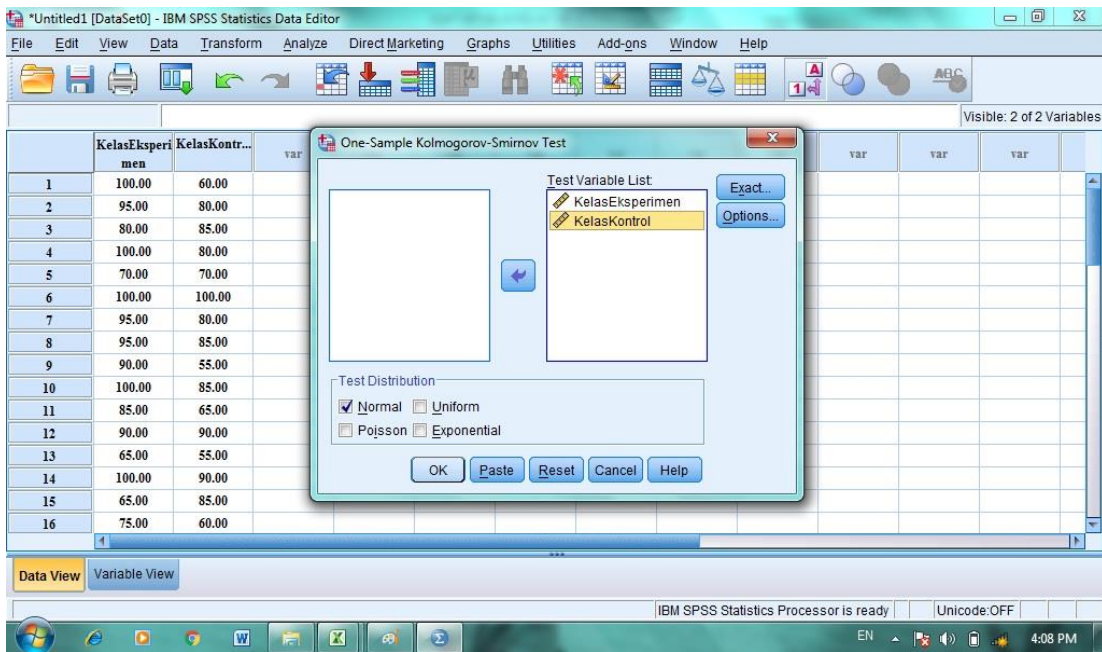 *Untitled1 [DataSet0] - IBM SPSS Statistics Data Editor
File Edit View Data Transform Analyze Direct Marketing Graphs Utilities Add-ons Window Help
Visible: 2 of 2 Variables
KelasEksperimen KelasKontr... var var var var
1 100.00 60.00
2 95.00 80.00
3 80.00 85.00
4 100.00 80.00
5 70.00 70.00
6 100.00 100.00
7 95.00 80.00
8 95.00 85.00
9 90.00 55.00
10 100.00 85.00
11 85.00 65.00
12 90.00 90.00
13 65.00 55.00
14 100.00 90.00
15 65.00 85.00
16 75.00 60.00
One-Sample Kolmogorov-Smirnov Test
Test Variable List:
KelasEksperimen
KelasKontrol
Exact...
Options...
Test Distribution
Normal Uniform
Poisson Exponential
OK Paste Reset Cancel Help
Data View Variable View
IBM SPSS Statistics Processor is ready Unicode:OFF
EN 4:08 PM